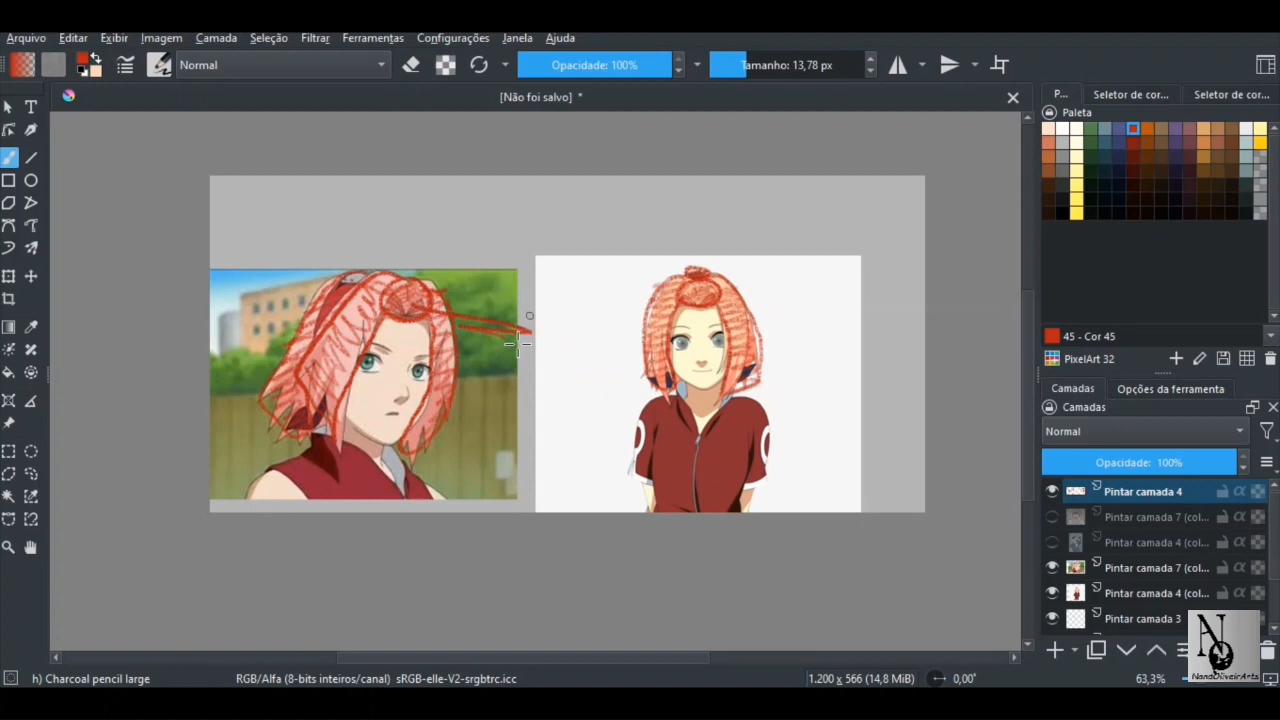 Arquivo Editar Exibir Imagem Camada Seleção Filtrar Ferramentas Configurações Janela Ajuda
Normal Opacidade: 100% Tamanho: 13,78 px
[Não foi salvo] *
P... Seletor de cor... Seletor de cor...
Paleta
45 - Cor 45
PixelArt 32
Camadas Opções da ferramenta
Camadas
Normal
Opacidade: 100%
Pintar camada 4
Pintar camada 7 (col...
Pintar camada 4 (col...
Pintar camada 7 (col...
Pintar camada 4 (col...
Pintar camada 3
NandOliveirArts
h) Charcoal pencil large RGB/Alfa (8-bits inteiros/canal) sRGB-elle-V2-srgbtrc.icc 1.200 x 566 (14,8 MiB) 0,00° 63,3%